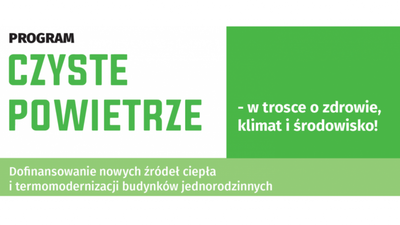 PROGRAM
CZYSTE
POWIETRZE
- w trosce o zdrowie,
klimat i środowisko!
Dofinansowanie nowych źródeł ciepła
i termomodernizacji budynków jednorodzinnych